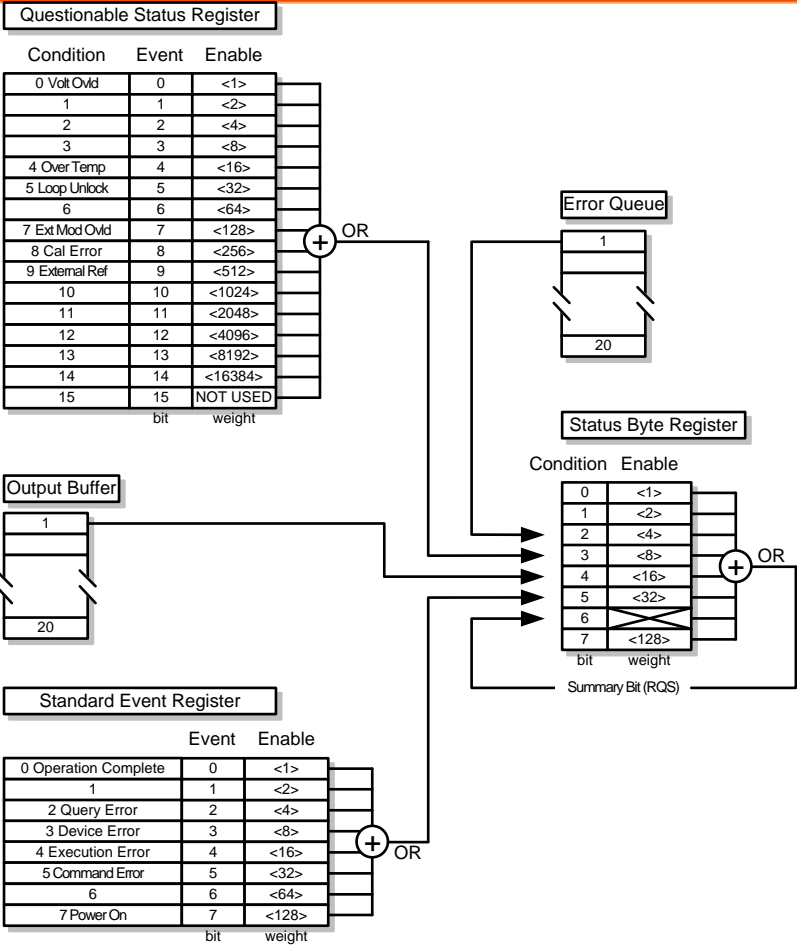 Questionable Status Register
Condition Event Enable
0 Volt Ovld 0 <1>
1 1 <2>
2 2 <4>
3 3 <8>
4 Over Temp 4 <16>
5 Loop Unlock 5 <32>
6 6 <64>
7 Ext Mod Ovld 7 <128>
8 Cal Error 8 <256>
9 External Ref 9 <512>
10 10 <1024>
11 11 <2048>
12 12 <4096>
13 13 <8192>
14 14 <16384>
15 15 NOT USED
bit weight
+ OR
Error Queue
1
20
Output Buffer
1
20
Status Byte Register
Condition Enable
0 <1>
1 <2>
2 <4>
3 <8>
4 <16>
5 <32>
6
7 <128>
bit weight
+ OR
Summary Bit (RQS)
Standard Event Register
Event Enable
0 Operation Complete 0 <1>
1 1 <2>
2 Query Error 2 <4>
3 Device Error 3 <8>
4 Execution Error 4 <16>
5 Command Error 5 <32>
6 6 <64>
7 Power On 7 <128>
bit weight
+ OR